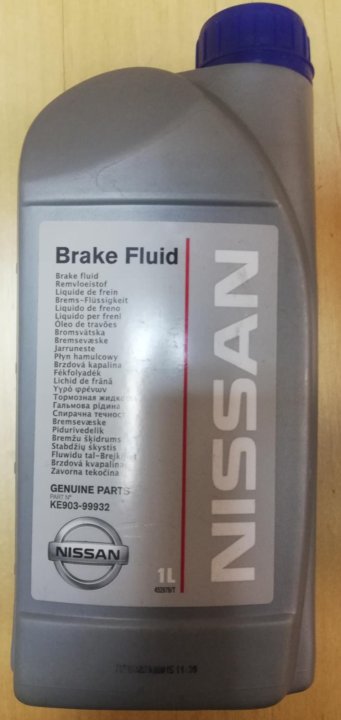 Brake Fluid
Brake fluid
Remvloeistof
Liquide de frein
Brems-Flüssigkeit
Liquido de freno
Liquido per freni
Oleo de travões
Bromsvätska
Bremsevæske
Jarruneste
Płyn hamulcowy
Brzdová kapalina
Fékfolyadék
Lichid de frână
Υγρό φρένων
Тормозная жидкость
Гальмова рідина
Спирачна течност
Bremsevæske
Pidurivedelik
Bremžu šķidrums
Stabdžių skystis
Fluwidu tal-Brejk
Brzdová kvapalina
Zavorna tekočina
GENUINE PARTS
PART N°
KE903-99932
NISSAN
1L
NISSAN